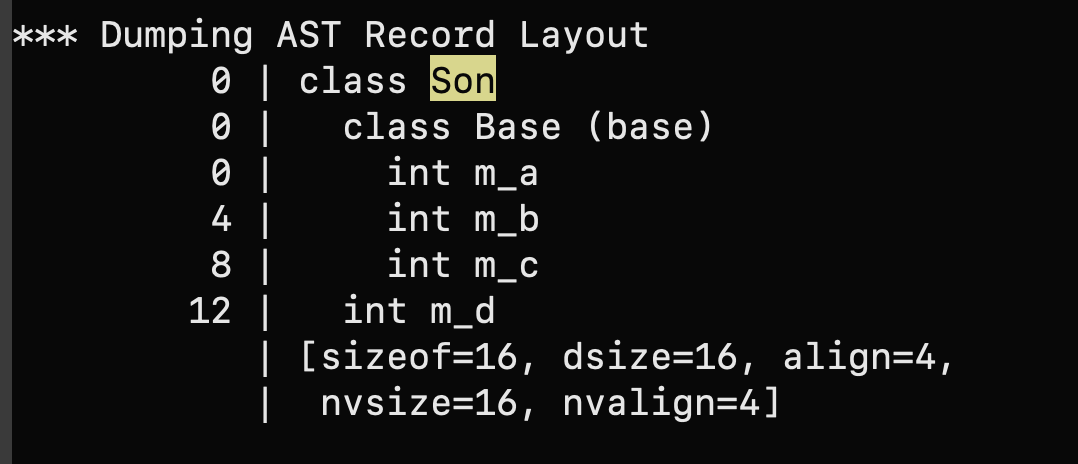 *** Dumping AST Record Layout
         0 | class Son
         0 |   class Base (base)
         0 |     int m_a
         4 |     int m_b
         8 |     int m_c
        12 |   int m_d
           | [sizeof=16, dsize=16, align=4,
           |  nvsize=16, nvalign=4]